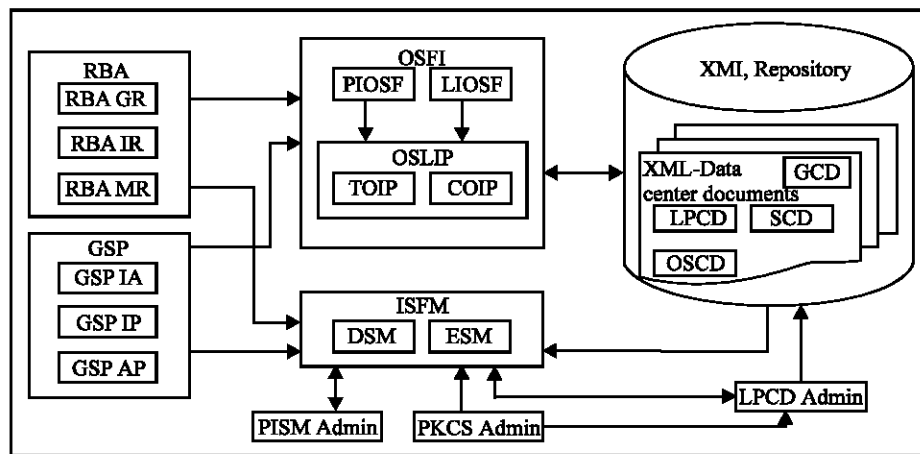 RBA
RBA GR
RBA IR
RBA MR
GSP
GSP IA
GSP IP
GSP AP
OSFI
PIOSF
LIOSF
OSLIP
TOIP
COIP
ISFM
DSM
ESM
PISM Admin
PKCS Admin
LPCD Admin
XMI, Repository
XML-Data
center documents
GCD
LPCD
SCD
OSCD